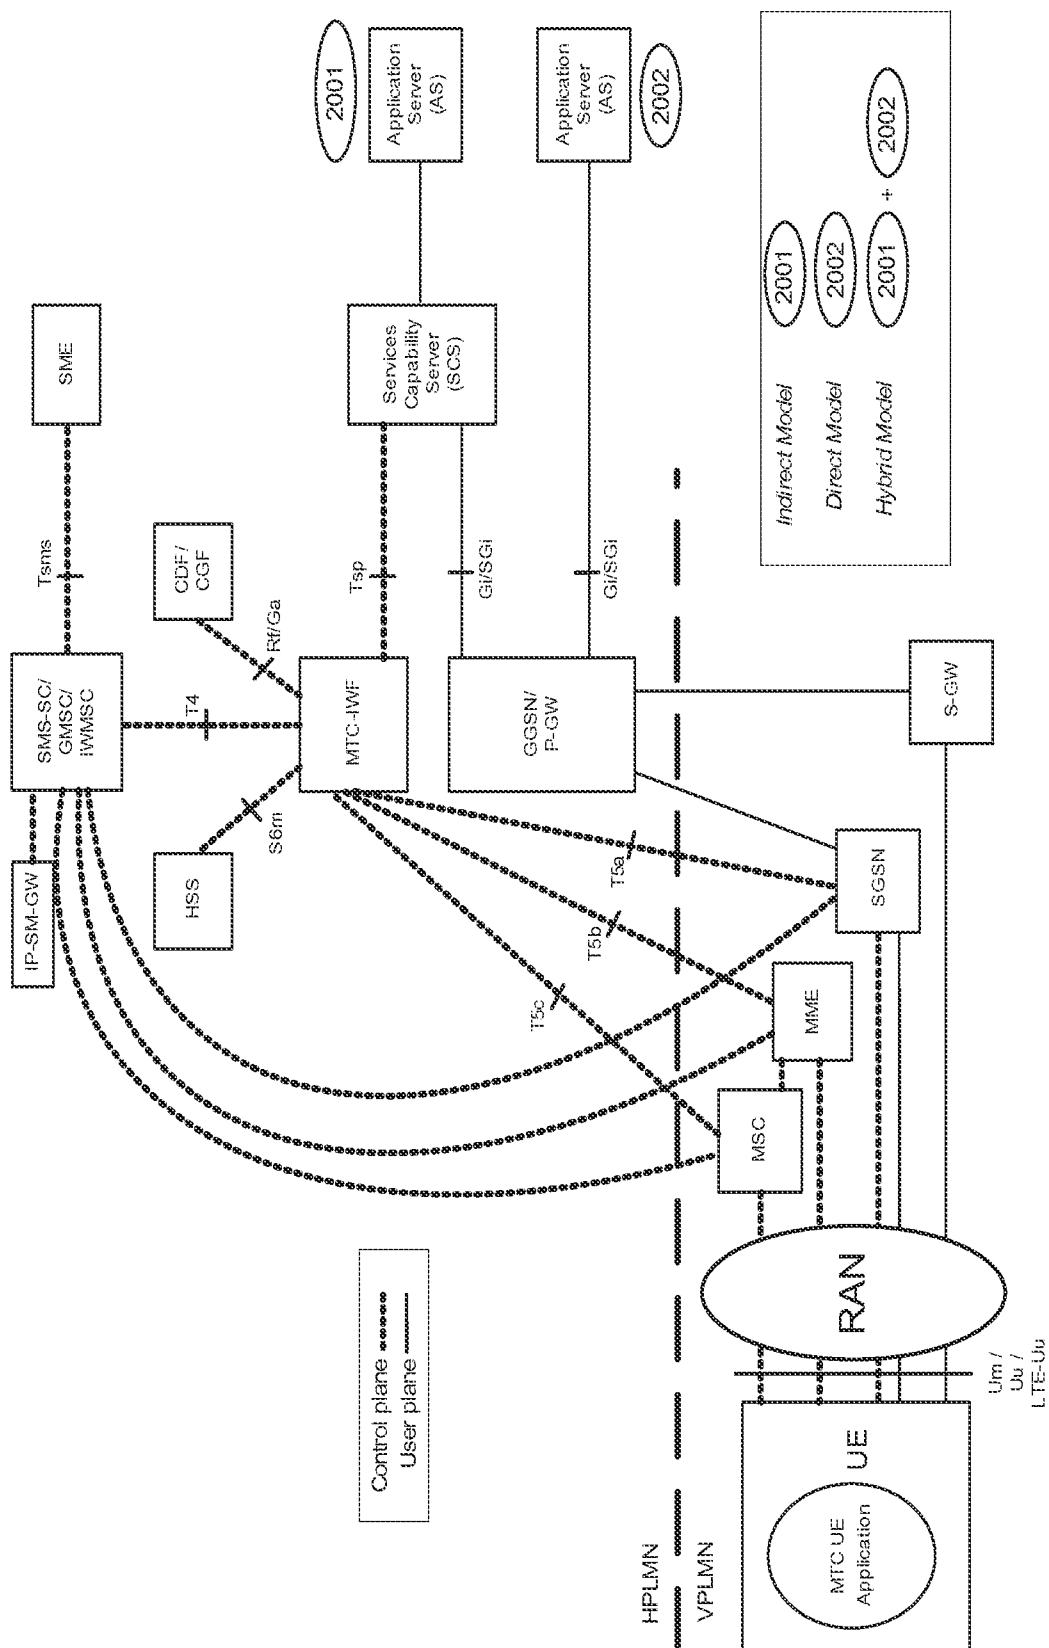 IP-SM-GW
SMS-SC/
GMSC/
IWMSC
Tsms
SME
2001
Application
Server
(AS)
HSS
S6m
T4
Rf/Ga
CDF/
CGF
Control plane
User plane
MTC-IWF
Tsp
Services
Capability
Server
(SCS)
T5c
T5b
T5a
GGSN/
P-GW
Gi/SGi
Gi/SGi
Application
Server
(AS)
2002
HPLMN
VPLMN
MTC UE
Application
UE
Um /
Uu /
LTE-Uu
RAN
MSC
MME
SGSN
S-GW
Indirect Model 2001
Direct Model 2002
Hybrid Model 2001 + 2002